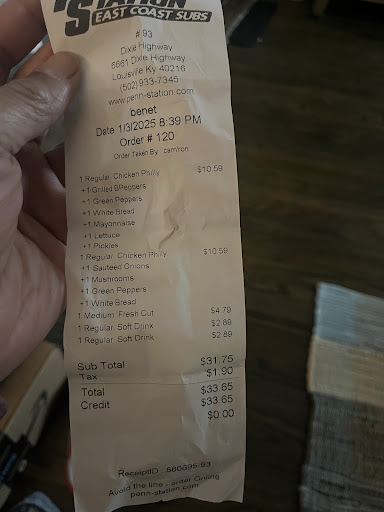 STATION
EAST COAST SUBS
# 93
Dixie Highway
6661 Dixie Highway
Louisville Ky 40216
(502)933-7345
www.penn-station.com
benet
Date 1/3/2025 8:39 PM
Order # 120
Order Taken By : cam'ron
1 Regular Chicken Philly $10.59
+1 Grilled BPeppers
+1 Green Peppers
+1 White Bread
+1 Mayonnaise
+1 Lettuce
+1 Pickles
1 Regular Chicken Philly $10.59
+1 Sauteed Onions
+1 Mushrooms
+1 Green Peppers
+1 White Bread
1 Medium Fresh Cut $4.79
1 Regular Soft Drink $2.89
1 Regular Soft Drink $2.89
Sub Total $31.75
Tax $1.90
Total $33.65
Credit $33.65
$0.00
ReceiptID : 880695-93
Avoid the line - order Online
penn-station.com